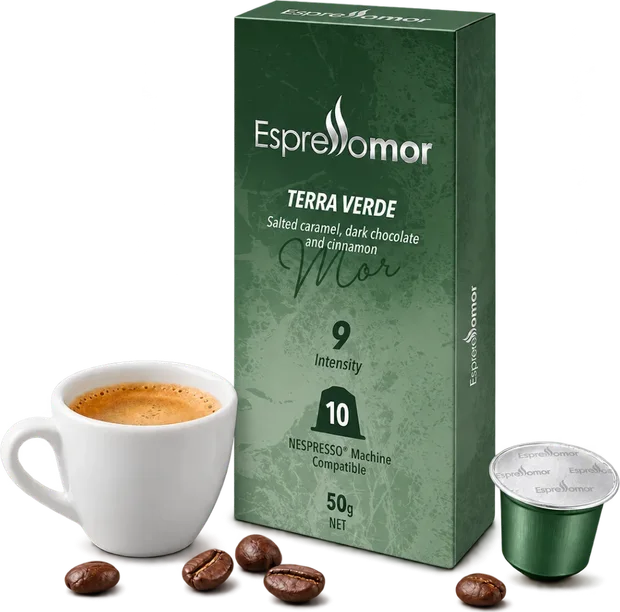 Espressomor
Espressomor
TERRA VERDE
Salted caramel, dark chocolate
and cinnamon
Mor
9
Intensity
10
NESPRESSO® Machine
Compatible
50g
NET
Espressomor
Espressomor
Espressomor